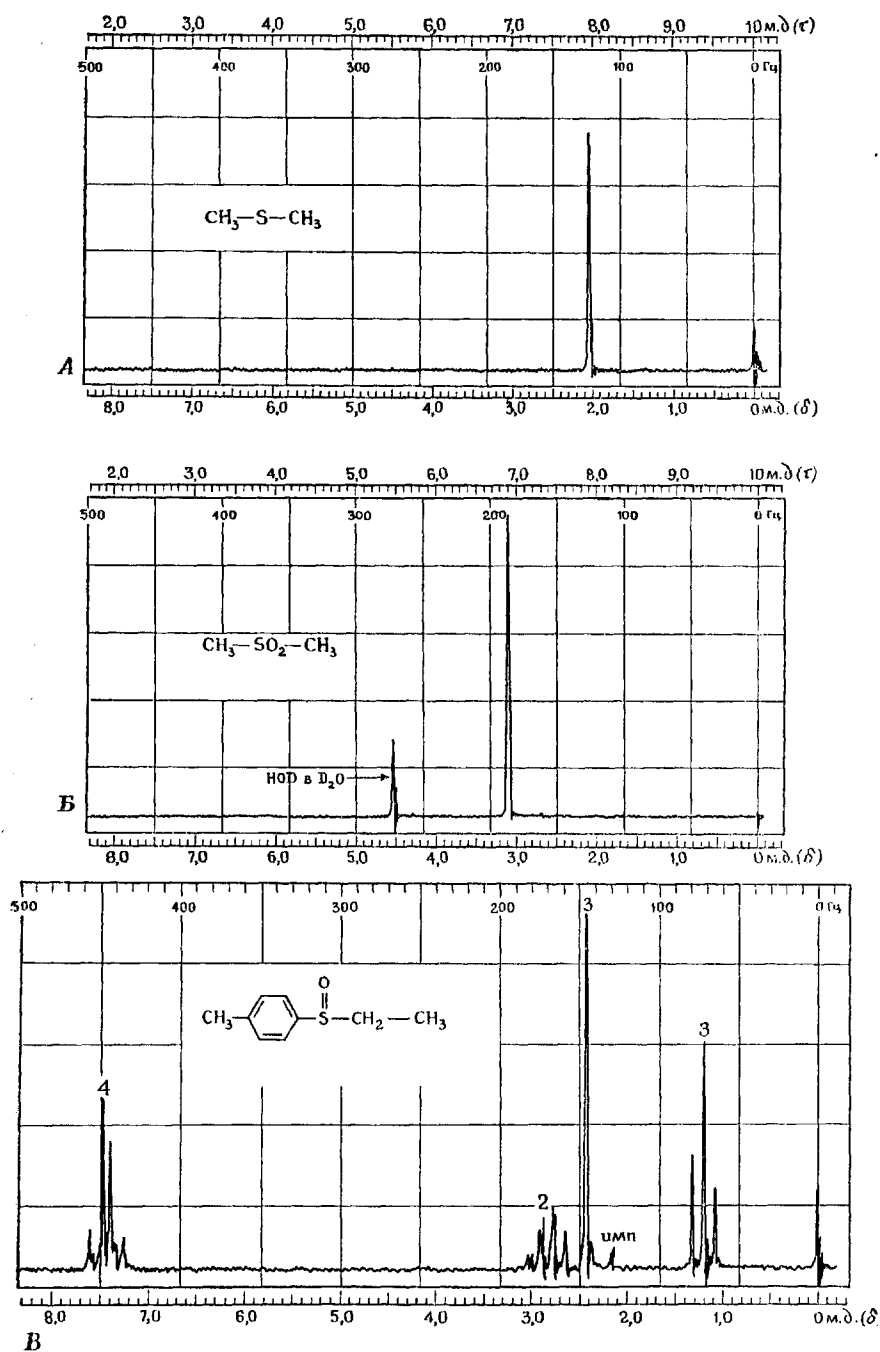 2,0 3,0 4,0 5,0 6,0 7,0 8,0 9,0 10 м.д (τ)
500 400 300 200 100 0 Гц
CH₃—S—CH₃
А
8,0 7,0 6,0 5,0 4,0 3,0 2,0 1,0 0 м.д. (δ)
2,0 3,0 4,0 5,0 6,0 7,0 8,0 9,0 10 м.д (τ)
500 400 300 200 100 0 Гц
CH₃—SO₂—CH₃
HOD в D₂O
Б
8,0 7,0 6,0 5,0 4,0 3,0 2,0 1,0 0 м.д. (δ)
500 400 300 200 3 100 0 Гц
O
CH₃ S—CH₂—CH₃
3
4
2
имп
8,0 7,0 6,0 5,0 4,0 3,0 2,0 1,0 0 м.д. (δ
В